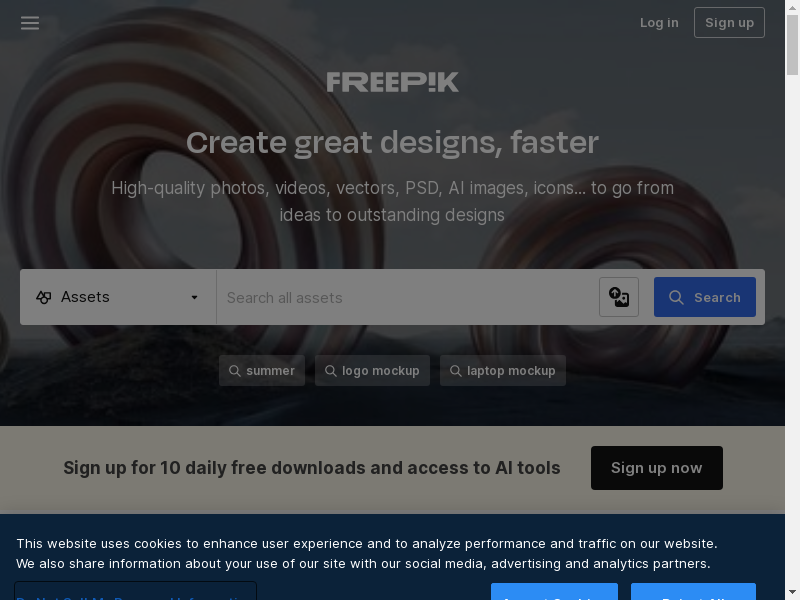 Log in
Sign up
FREEPIK
Create great designs, faster
High-quality photos, videos, vectors, PSD, AI images, icons... to go from
ideas to outstanding designs
Assets
Search all assets
Search
summer
logo mockup
laptop mockup
Sign up for 10 daily free downloads and access to AI tools
Sign up now
This website uses cookies to enhance user experience and to analyze performance and traffic on our website.
We also share information about your use of our site with our social media, advertising and analytics partners.